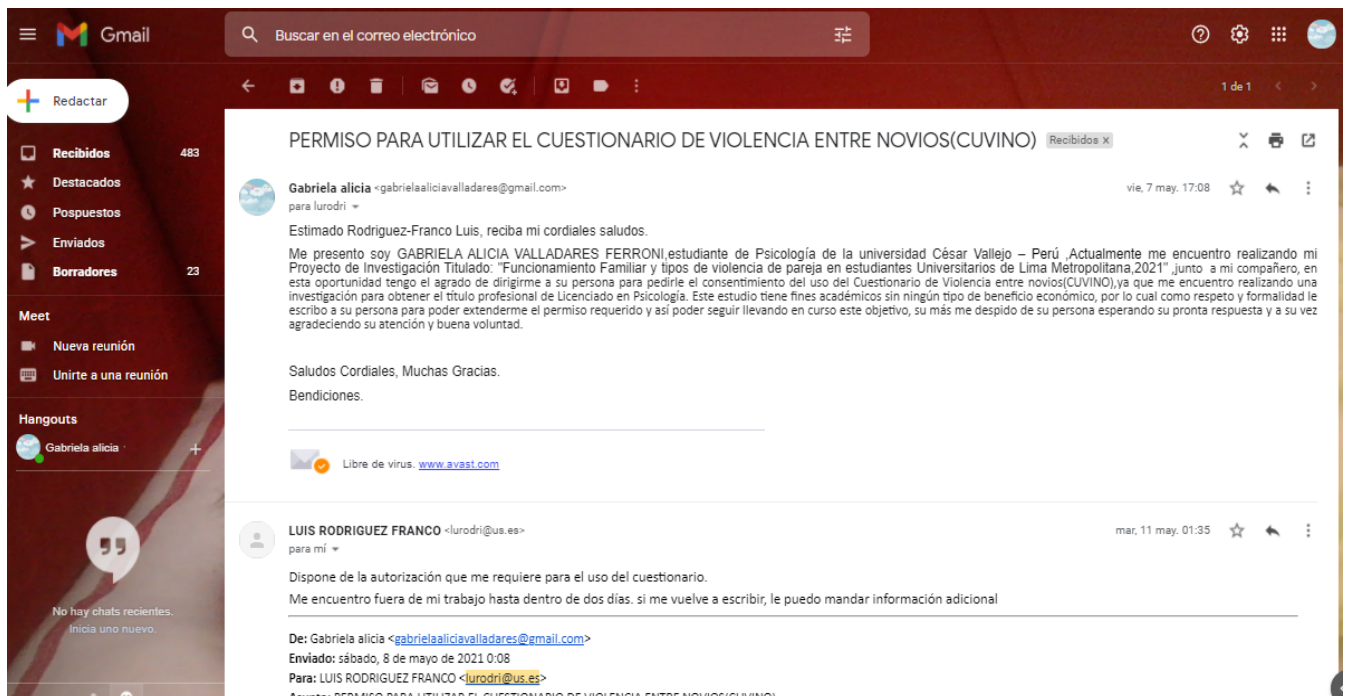 Gmail
Buscar en el correo electrónico
Redactar
1 de 1
Recibidos 483
Destacados
Pospuestos
Enviados
Borradores 23
Meet
Nueva reunión
Unirte a una reunión
Hangouts
Gabriela alicia
No hay chats recientes.
Inicia uno nuevo.
PERMISO PARA UTILIZAR EL CUESTIONARIO DE VIOLENCIA ENTRE NOVIOS(CUVINO) Recibidos x
Gabriela alicia <gabrielaaliciavalladares@gmail.com> vie, 7 may. 17:08
para lurodri
Estimado Rodriguez-Franco Luis, reciba mi cordiales saludos.
Me presento soy GABRIELA ALICIA VALLADARES FERRONI,estudiante de Psicología de la universidad César Vallejo – Perú ,Actualmente me encuentro realizando mi
Proyecto de Investigación Titulado: "Funcionamiento Familiar y tipos de violencia de pareja en estudiantes Universitarios de Lima Metropolitana,2021" ,junto a mi compañero, en
esta oportunidad tengo el agrado de dirigirme a su persona para pedirle el consentimiento del uso del Cuestionario de Violencia entre novios(CUVINO),ya que me encuentro realizando una
investigación para obtener el título profesional de Licenciado en Psicología. Este estudio tiene fines académicos sin ningún tipo de beneficio económico, por lo cual como respeto y formalidad le
escribo a su persona para poder extenderme el permiso requerido y así poder seguir llevando en curso este objetivo, su más me despido de su persona esperando su pronta respuesta y a su vez
agradeciendo su atención y buena voluntad.
Saludos Cordiales, Muchas Gracias.
Bendiciones.
Libre de virus. www.avast.com
LUIS RODRIGUEZ FRANCO <lurodri@us.es> mar, 11 may. 01:35
para mí
Dispone de la autorización que me requiere para el uso del cuestionario.
Me encuentro fuera de mi trabajo hasta dentro de dos días. si me vuelve a escribir, le puedo mandar información adicional
De: Gabriela alicia <gabrielaaliciavalladares@gmail.com>
Enviado: sábado, 8 de mayo de 2021 0:08
Para: LUIS RODRIGUEZ FRANCO <lurodri@us.es>
Asunto: PERMISO PARA UTILIZAR EL CUESTIONARIO DE VIOLENCIA ENTRE NOVIOS(CUVINO)